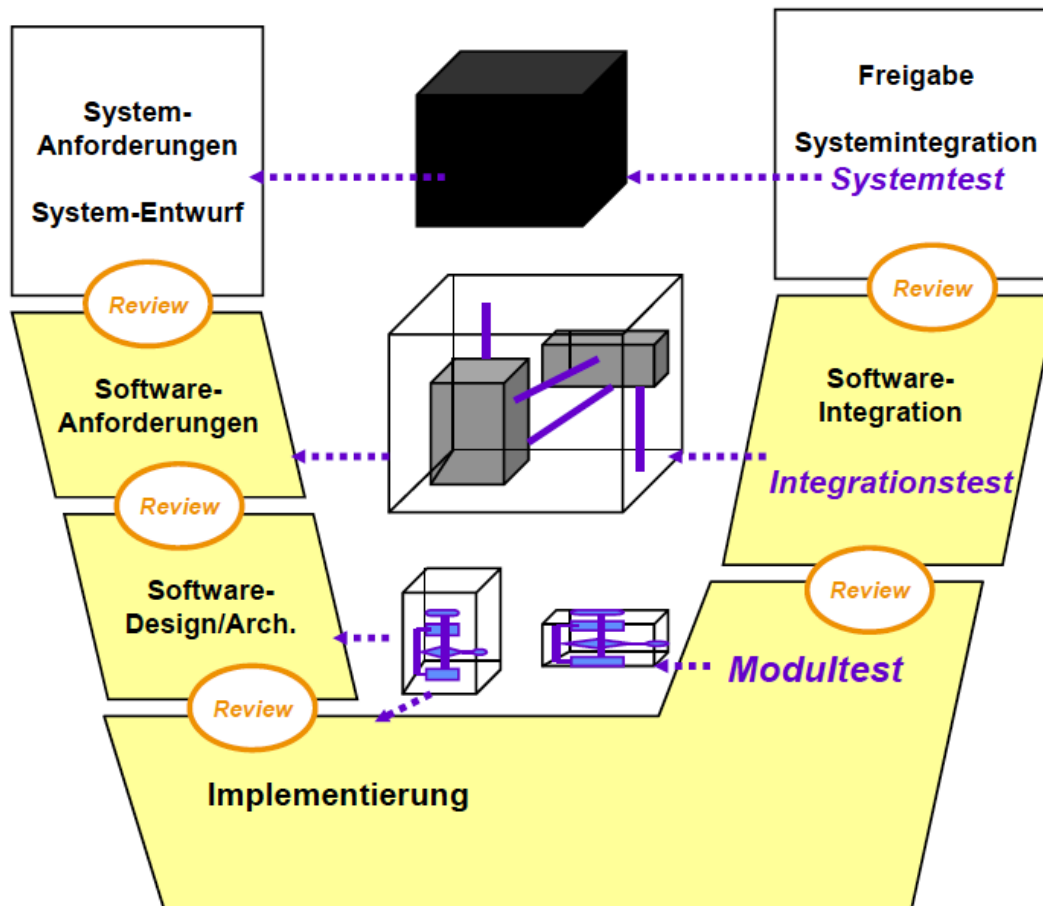 System-
Anforderungen
System-Entwurf
Freigabe
Systemintegration
Systemtest
Review
Review
Software-
Anforderungen
Software-
Integration
Integrationstest
Review
Software-
Design/Arch.
Review
Modultest
Review
Implementierung